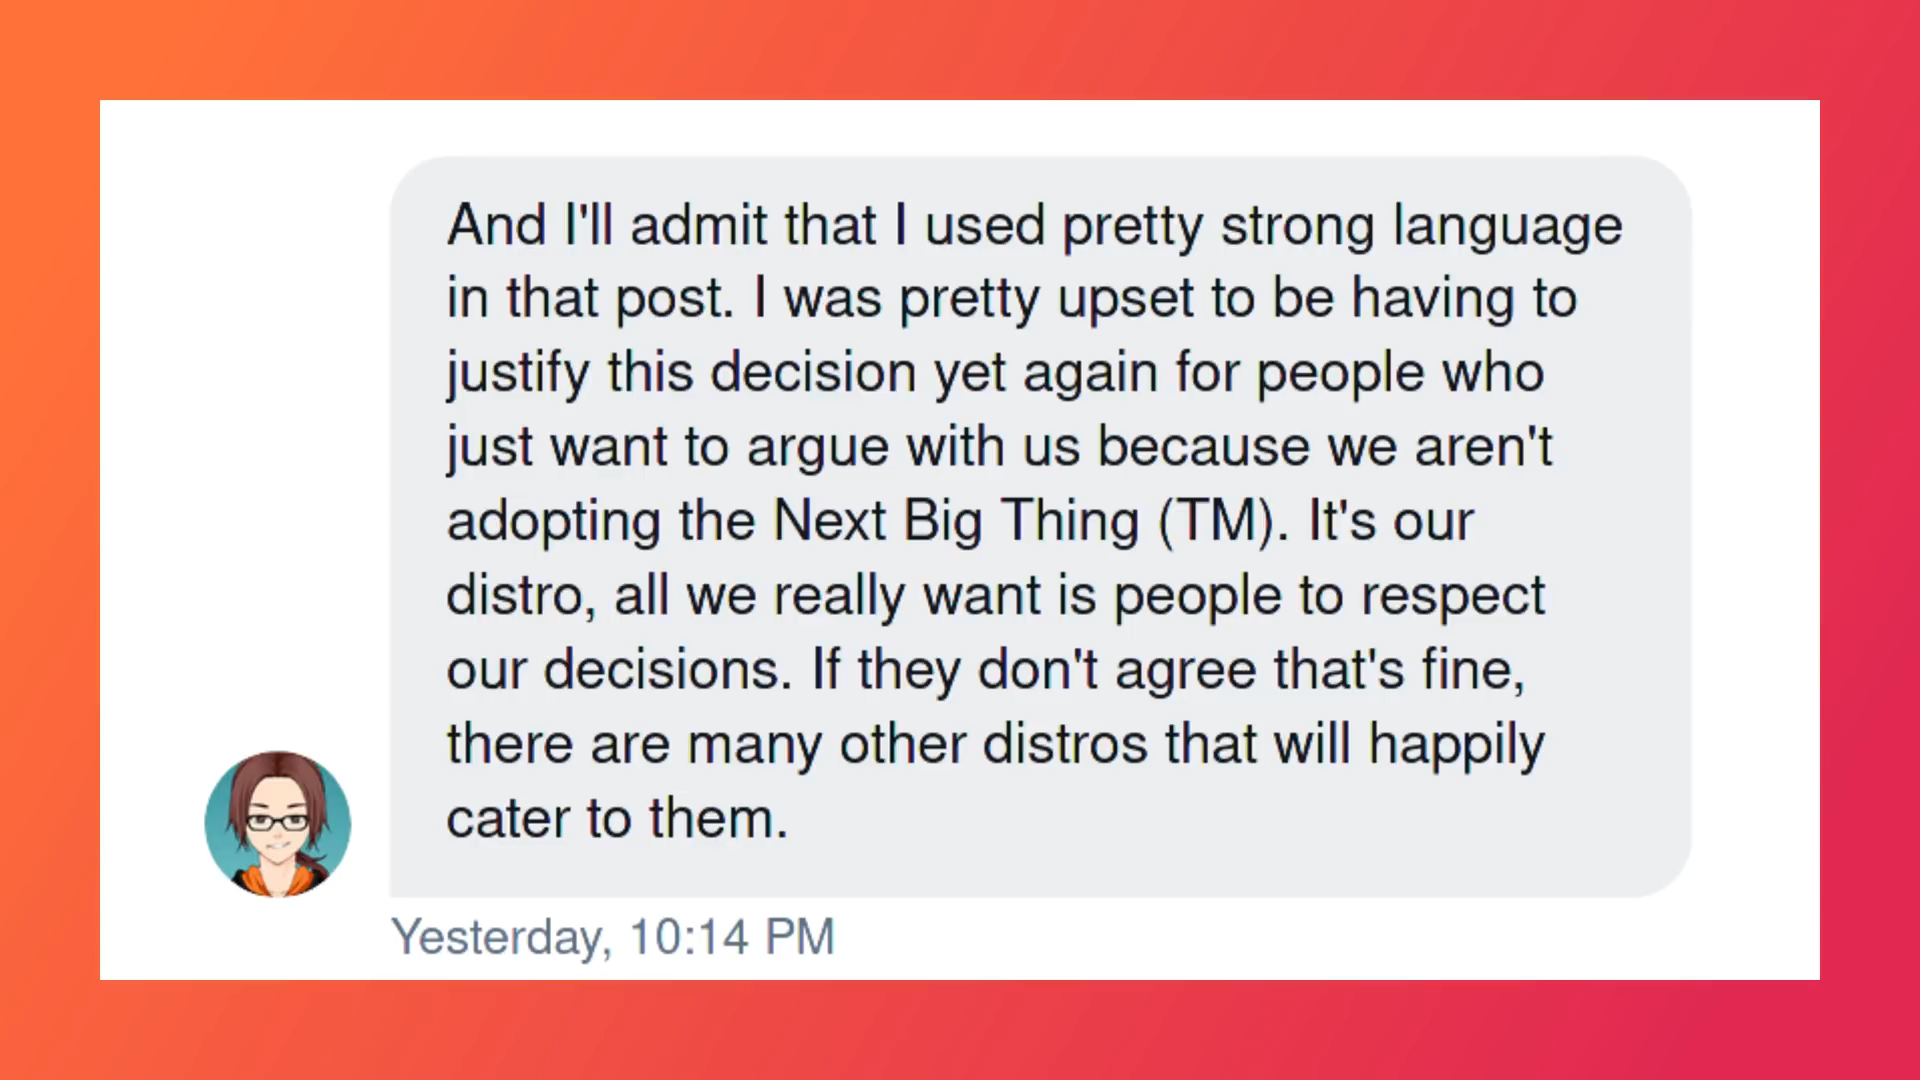 And I'll admit that I used pretty strong language
in that post. I was pretty upset to be having to
justify this decision yet again for people who
just want to argue with us because we aren't
adopting the Next Big Thing (TM). It's our
distro, all we really want is people to respect
our decisions. If they don't agree that's fine,
there are many other distros that will happily
cater to them.
Yesterday, 10:14 PM